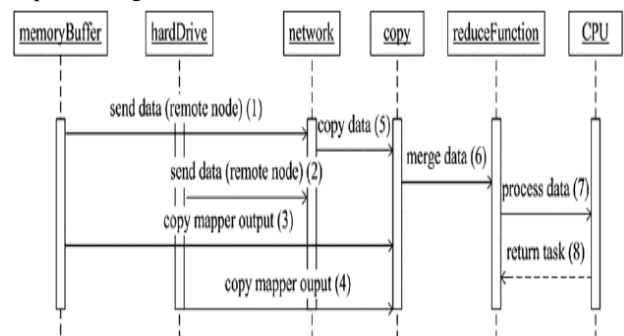 memoryBuffer hardDrive network copy reduceFunction CPU
send data (remote node) (1)
copy data (5)
merge data (6)
send data (remote node) (2)
process data (7)
copy mapper output (3)
return task (8)
copy mapper ouput (4)